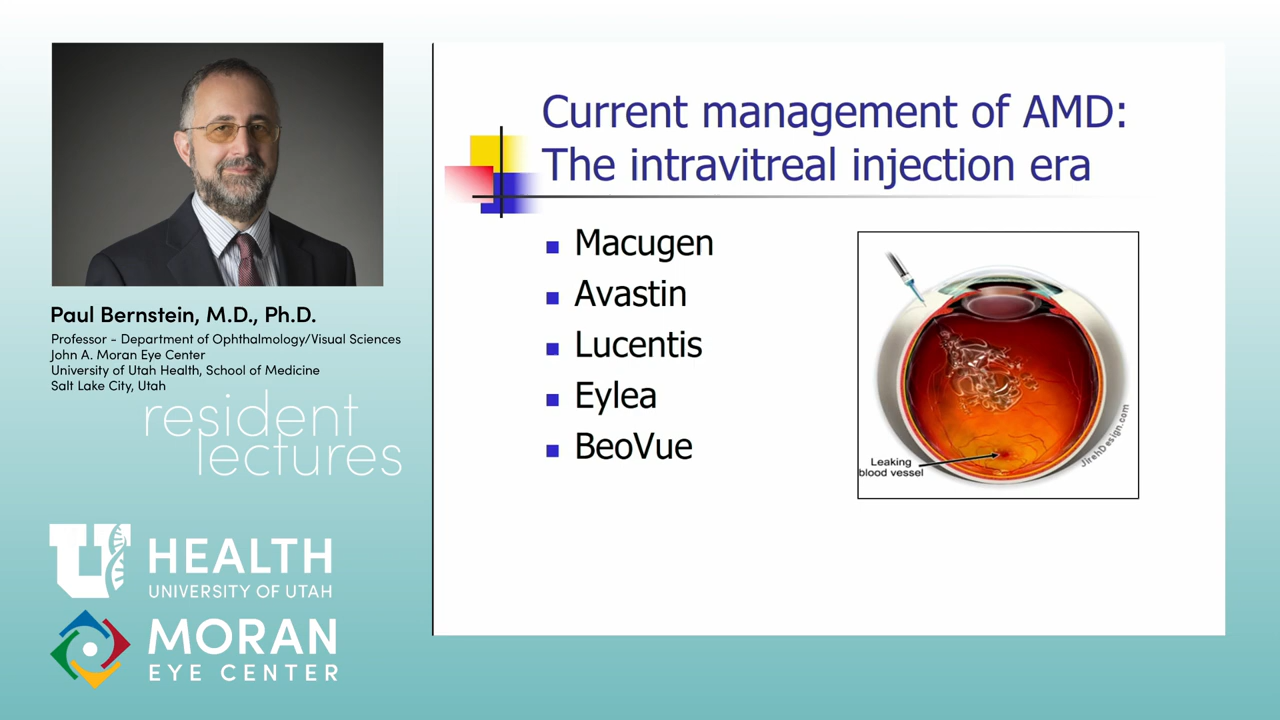 Paul Bernstein, M.D., Ph.D.
Professor - Department of Ophthalmology/Visual Sciences
John A. Moran Eye Center
University of Utah Health, School of Medicine
Salt Lake City, Utah
resident
lectures
U HEALTH
UNIVERSITY OF UTAH
MORAN
EYE CENTER
Current management of AMD:
The intravitreal injection era
Macugen
Avastin
Lucentis
Eylea
BeoVue
Leaking
blood vessel
JirehDesign.com